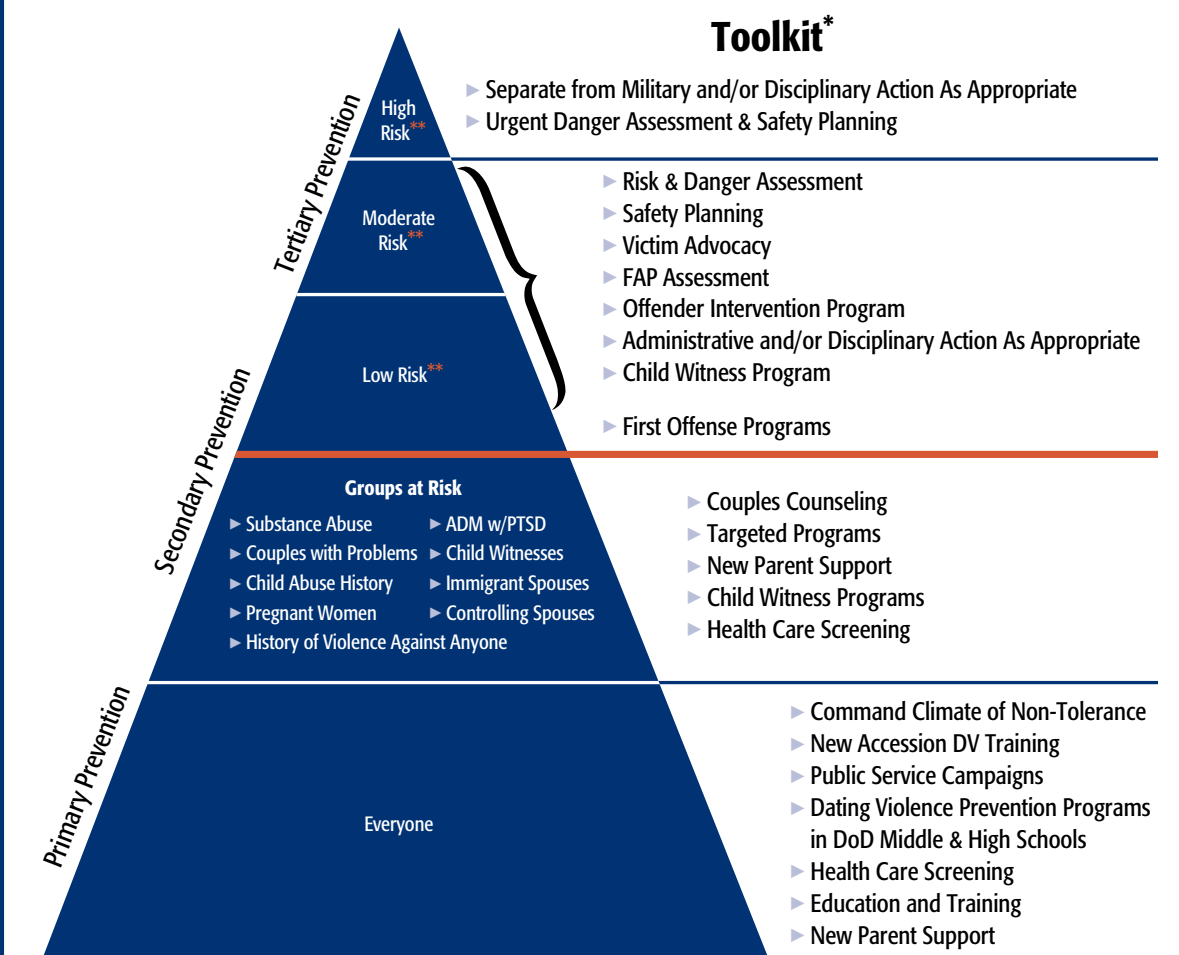 Toolkit*
High
Risk**
► Separate from Military and/or Disciplinary Action As Appropriate
► Urgent Danger Assessment & Safety Planning
Tertiary Prevention
Moderate
Risk**
Low Risk**
► Risk & Danger Assessment
► Safety Planning
► Victim Advocacy
► FAP Assessment
► Offender Intervention Program
► Administrative and/or Disciplinary Action As Appropriate
► Child Witness Program
► First Offense Programs
Secondary Prevention
Groups at Risk
► Substance Abuse
► Couples with Problems
► Child Abuse History
► Pregnant Women
► History of Violence Against Anyone
► ADM w/PTSD
► Child Witnesses
► Immigrant Spouses
► Controlling Spouses
► Couples Counseling
► Targeted Programs
► New Parent Support
► Child Witness Programs
► Health Care Screening
Primary Prevention
Everyone
► Command Climate of Non-Tolerance
► New Accession DV Training
► Public Service Campaigns
► Dating Violence Prevention Programs
in DoD Middle & High Schools
► Health Care Screening
► Education and Training
► New Parent Support